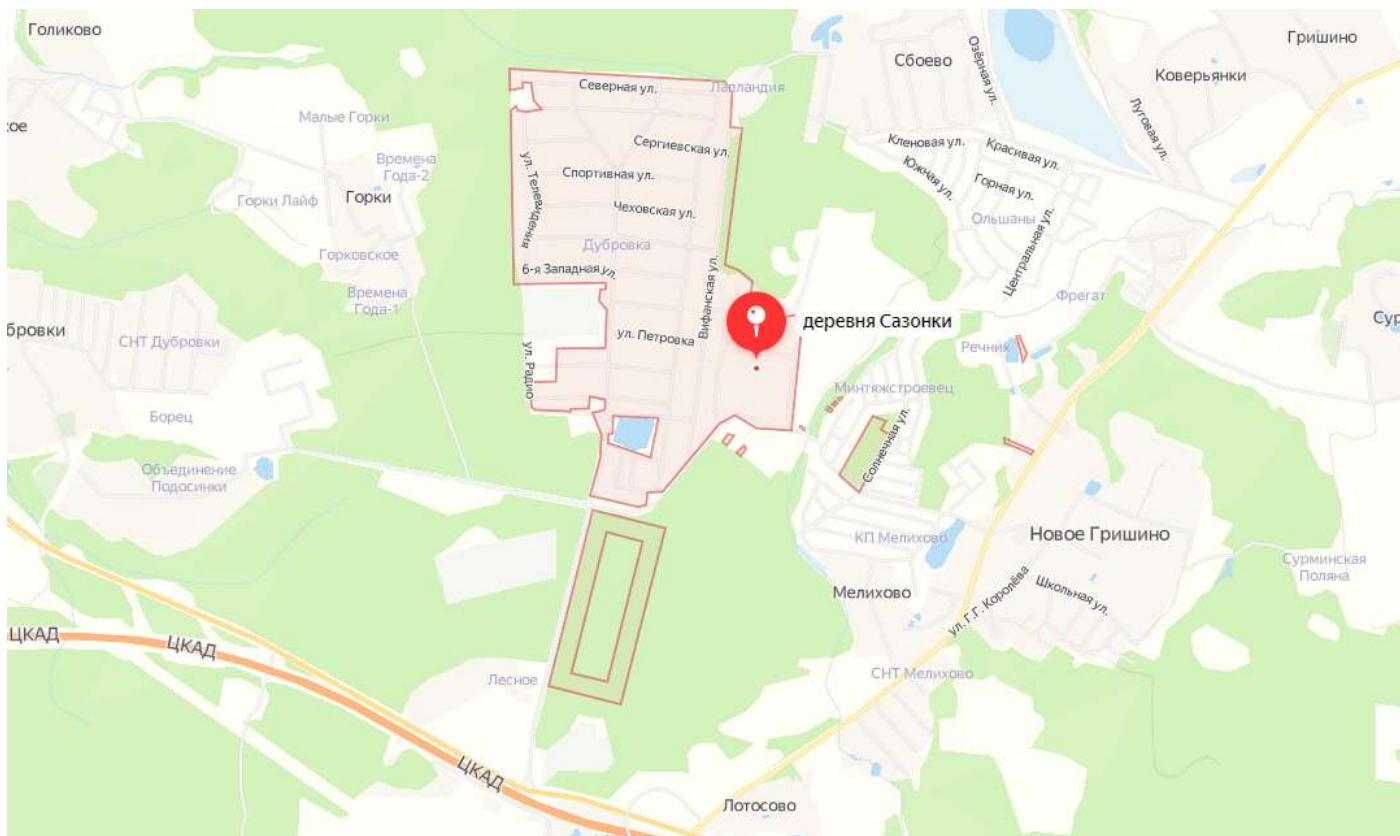 Голиково
Сбоево
Озёрная ул.
Гришино
Коверьянки
Северная ул.
Лапландия
Луговая ул.
ое
Малые Горки
Сергиевская ул.
Кленовая ул.
Красивая ул.
Времена
Года-2
ул. Телевидения
Спортивная ул.
Южная ул.
Горная ул.
Горки Лайф
Горки
Чеховская ул.
Ольшаны
Центральная ул.
Горковское
Дубровка
6-я Западная ул.
Вифанская ул.
Времена
Года-1
Фрегат
деревня Сазонки
Сур
бровки
СНТ Дубровки
ул. Петровка
Речник
ул. Радио
Минтяжстроевец
Борец
Солнечная ул.
Объединение
Подосинки
КП Мелихово
Новое Гришино
Сурминская
Поляна
Мелихово
ул. Г.Г. Королёва
Школьная ул.
ЦКАД
ЦКАД
Лесное
СНТ Мелихово
ЦКАД
Лотосово